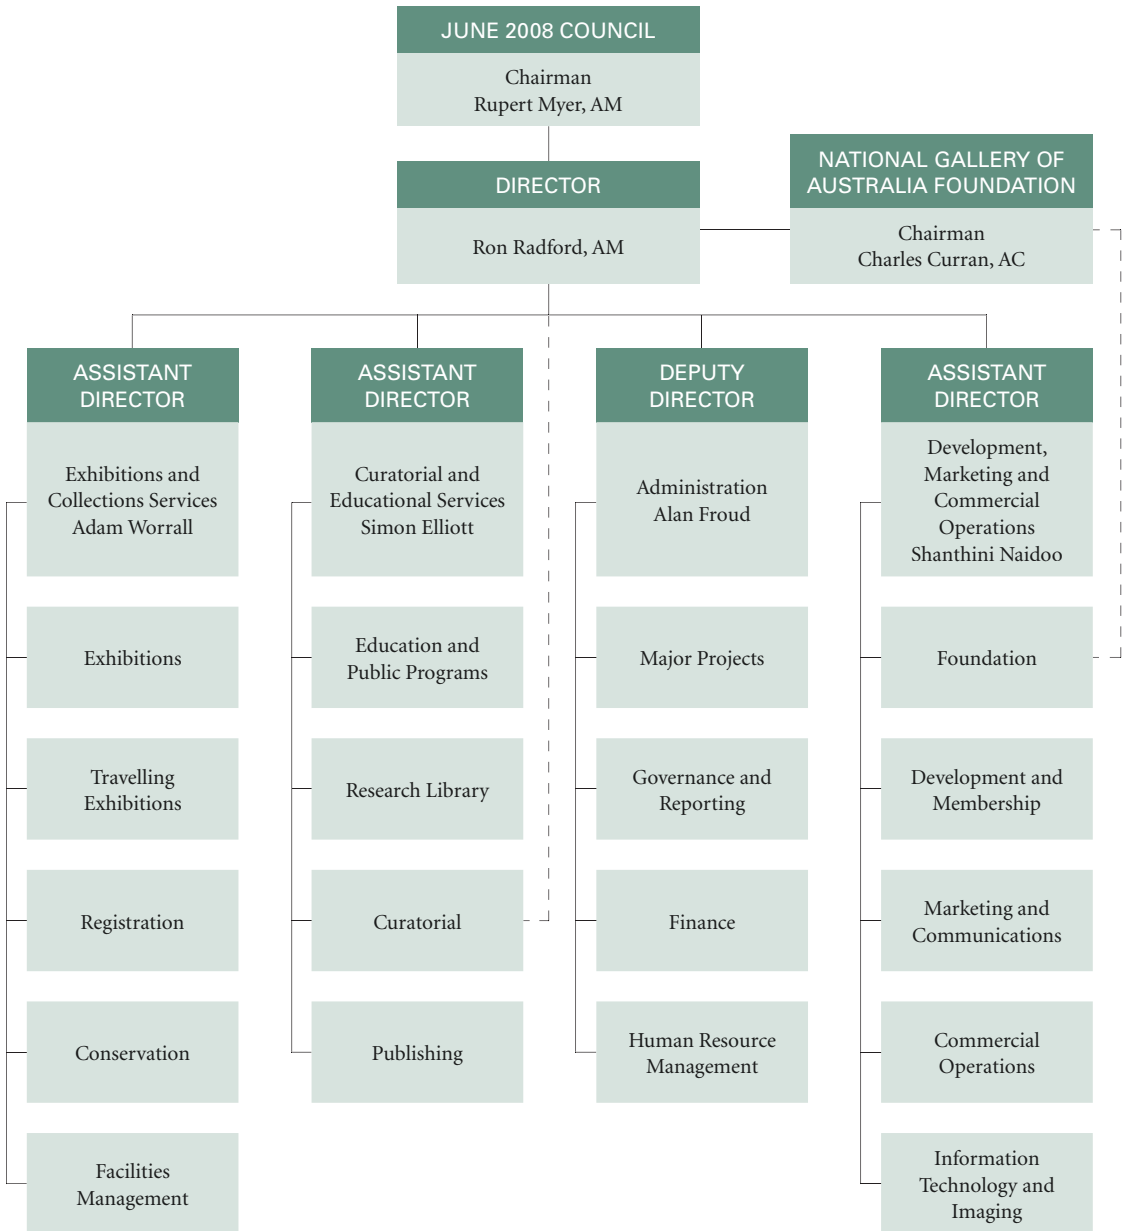 JUNE 2008 COUNCIL
Chairman
Rupert Myer, AM
DIRECTOR
Ron Radford, AM
NATIONAL GALLERY OF
AUSTRALIA FOUNDATION
Chairman
Charles Curran, AC
ASSISTANT
DIRECTOR
Exhibitions and
Collections Services
Adam Worrall
Exhibitions
Travelling
Exhibitions
Registration
Conservation
Facilities
Management
ASSISTANT
DIRECTOR
Curatorial and
Educational Services
Simon Elliott
Education and
Public Programs
Research Library
Curatorial
Publishing
DEPUTY
DIRECTOR
Administration
Alan Froud
Major Projects
Governance and
Reporting
Finance
Human Resource
Management
ASSISTANT
DIRECTOR
Development,
Marketing and
Commercial
Operations
Shanthini Naidoo
Foundation
Development and
Membership
Marketing and
Communications
Commercial
Operations
Information
Technology and
Imaging